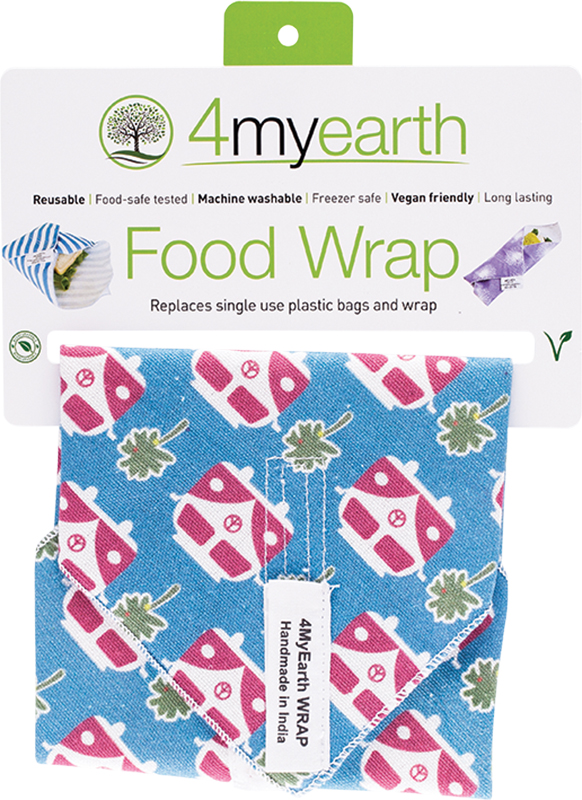 4myearth
Reusable | Food-safe tested | Machine washable | Freezer safe | Vegan friendly | Long lasting
Food Wrap
Replaces single use plastic bags and wrap
4MyEarth WRAP
Handmade in India